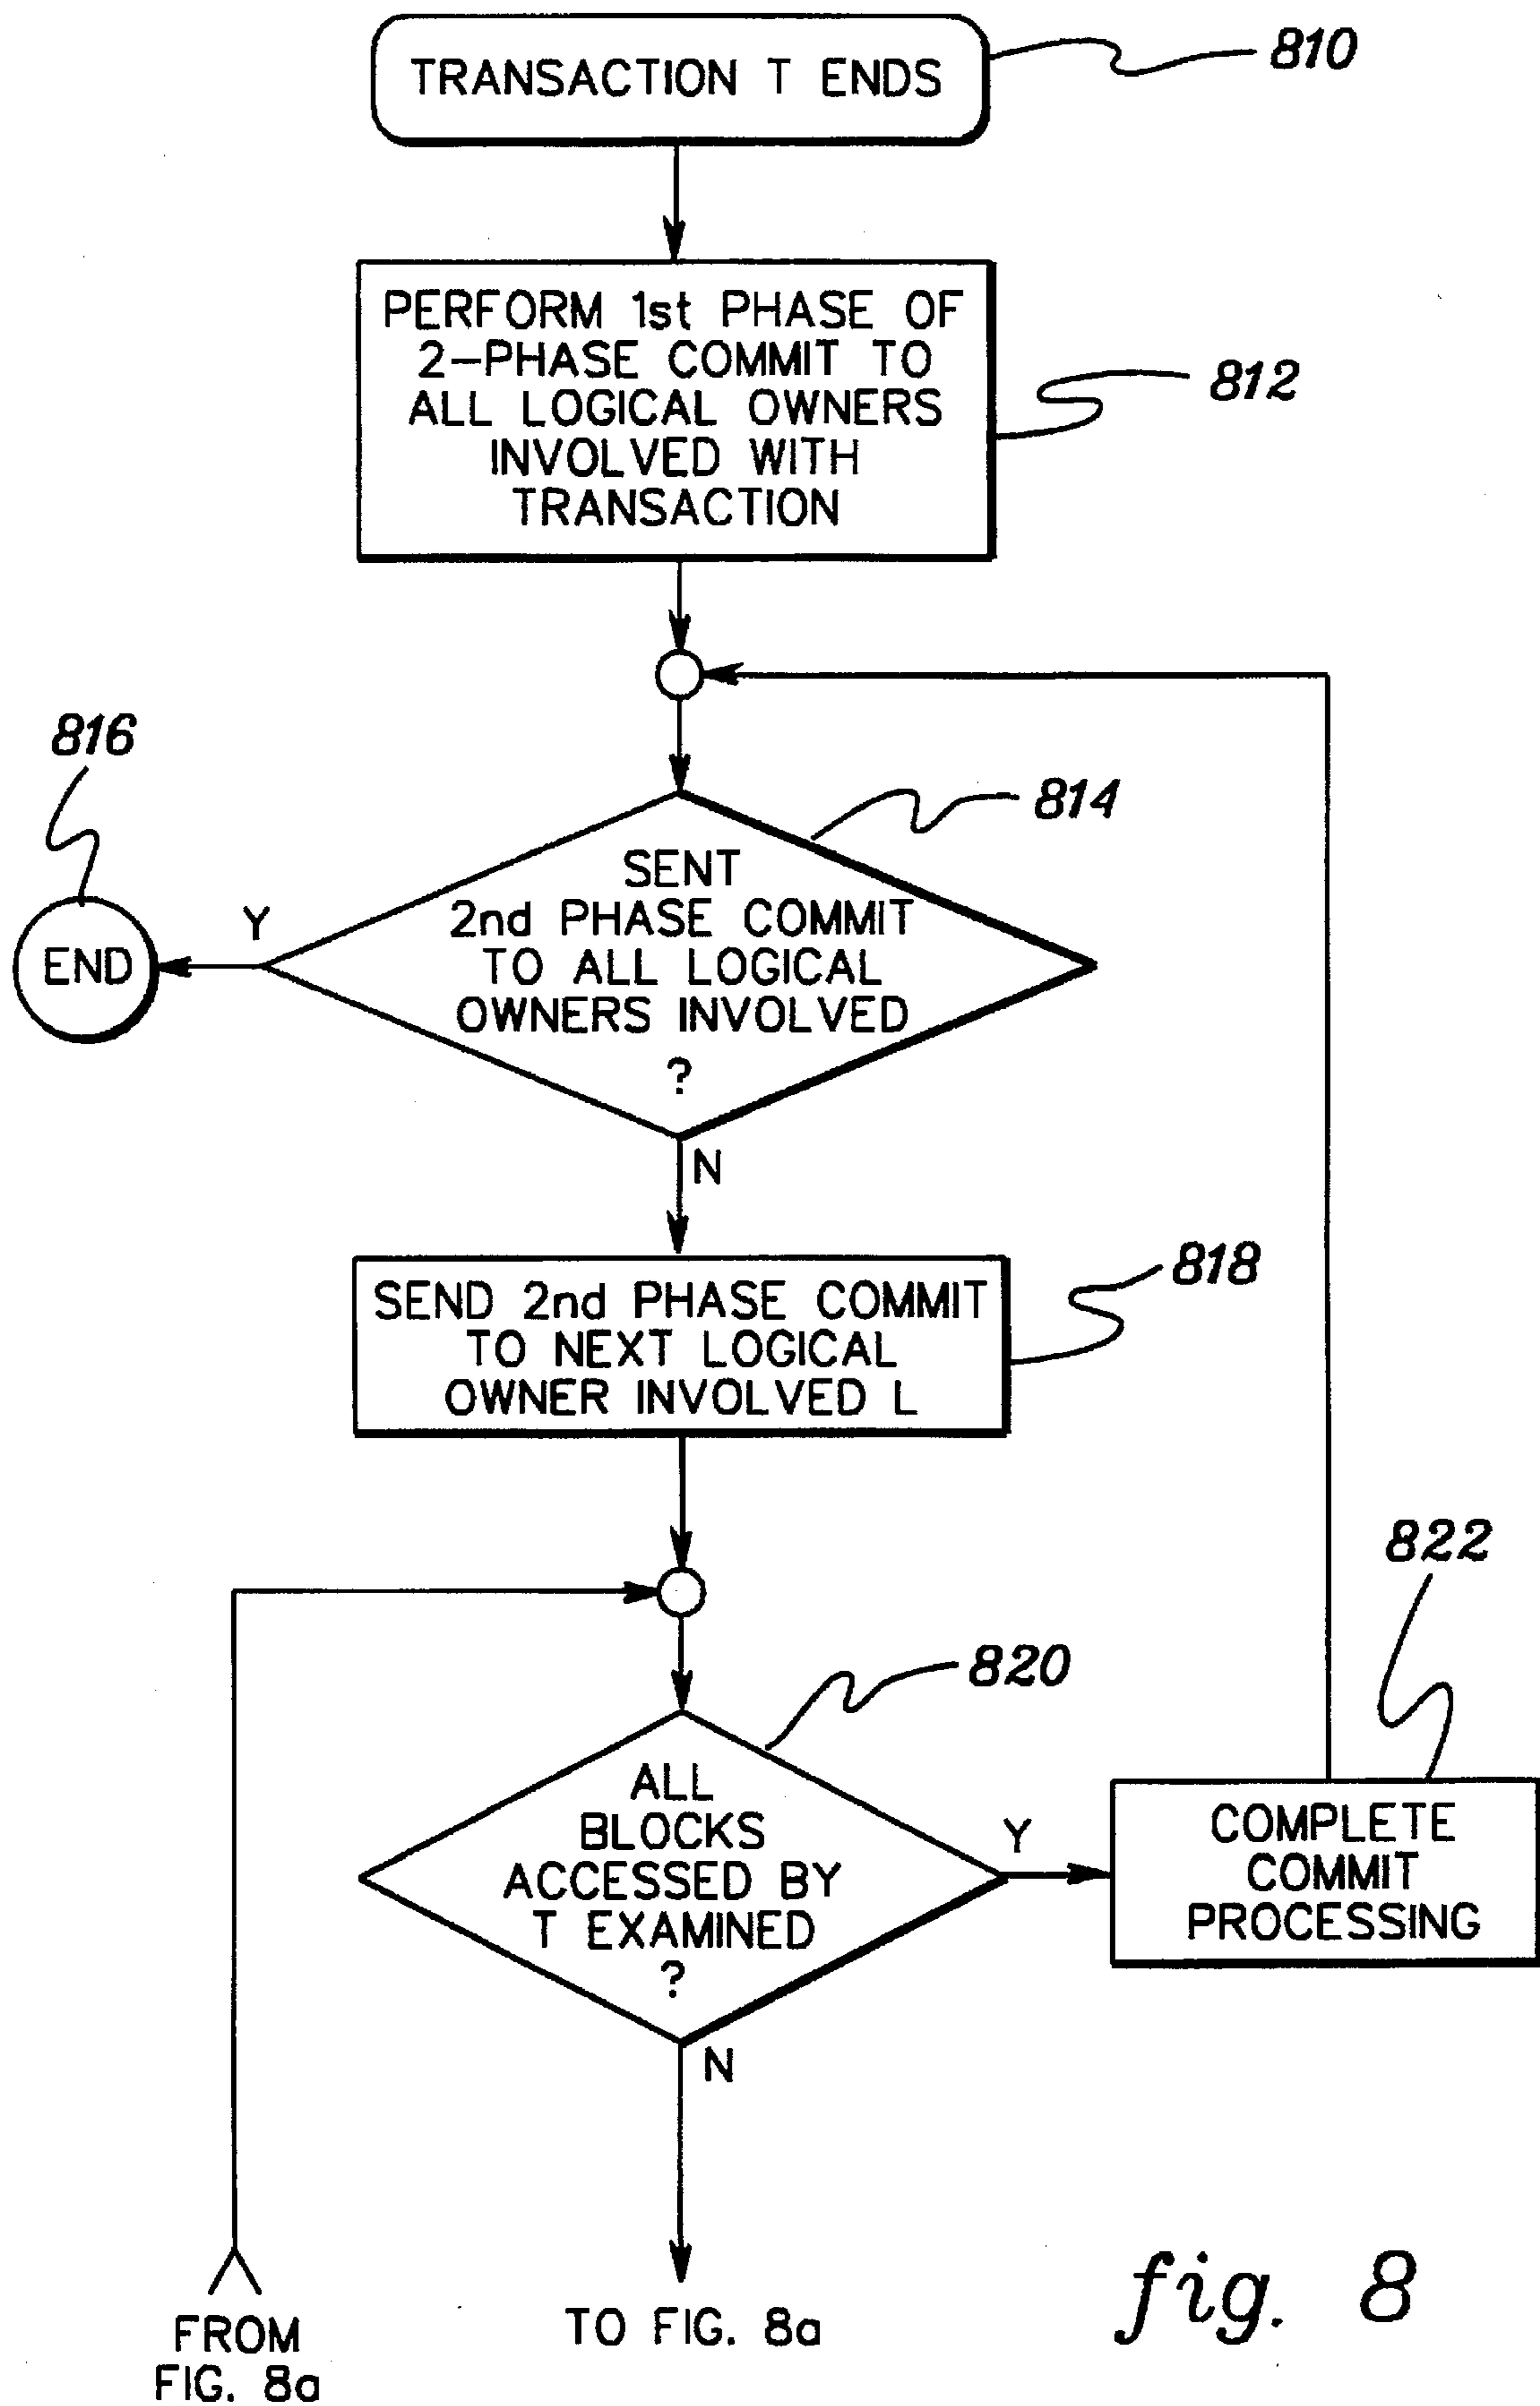 TRANSACTION T ENDS
810
PERFORM 1st PHASE OF
2-PHASE COMMIT TO
ALL LOGICAL OWNERS
INVOLVED WITH
TRANSACTION
812
816
END
Y
SENT
2nd PHASE COMMIT
TO ALL LOGICAL
OWNERS INVOLVED
?
814
N
SEND 2nd PHASE COMMIT
TO NEXT LOGICAL
OWNER INVOLVED L
818
ALL
BLOCKS
ACCESSED BY
T EXAMINED
?
820
Y
822
COMPLETE
COMMIT
PROCESSING
N
FROM
FIG. 8a
TO FIG. 8a
fig. 8